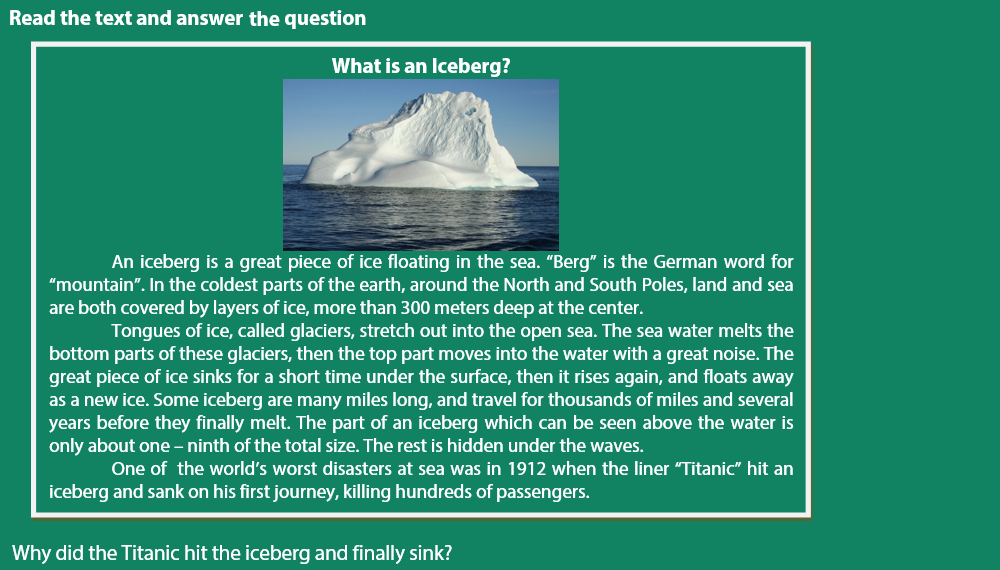 Read the text and answer the question
What is an Iceberg?
An iceberg is a great piece of ice floating in the sea. “Berg” is the German word for
“mountain”. In the coldest parts of the earth, around the North and South Poles, land and sea
are both covered by layers of ice, more than 300 meters deep at the center.
Tongues of ice, called glaciers, stretch out into the open sea. The sea water melts the
bottom parts of these glaciers, then the top part moves into the water with a great noise. The
great piece of ice sinks for a short time under the surface, then it rises again, and floats away
as a new ice. Some iceberg are many miles long, and travel for thousands of miles and several
years before they finally melt. The part of an iceberg which can be seen above the water is
only about one – ninth of the total size. The rest is hidden under the waves.
One of the world’s worst disasters at sea was in 1912 when the liner “Titanic” hit an
iceberg and sank on his first journey, killing hundreds of passengers.
Why did the Titanic hit the iceberg and finally sink?